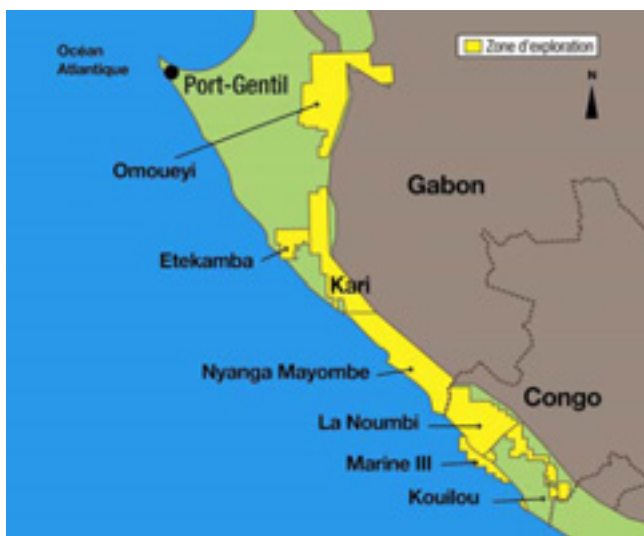 Océan
Atlantique
Zone d'exploration
Port-Gentil
N
Omoueyi
Gabon
Etekamba
Kari
Nyanga Mayombe
Congo
La Noumbi
Marine III
Kouilou